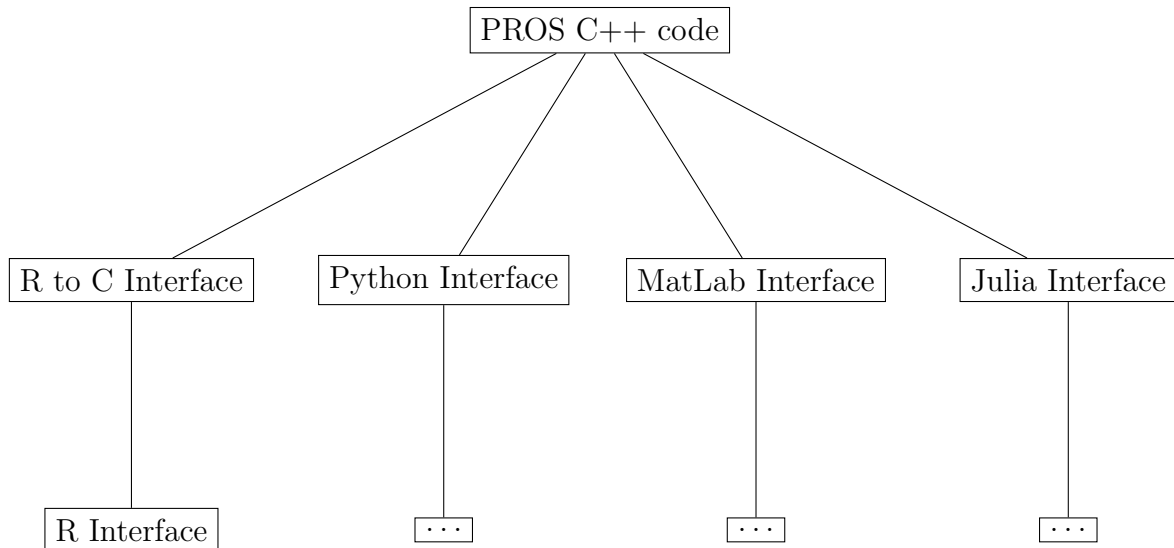 PROS C++ code
R to C Interface
Python Interface
MatLab Interface
Julia Interface
R Interface
· · ·
· · ·
· · ·